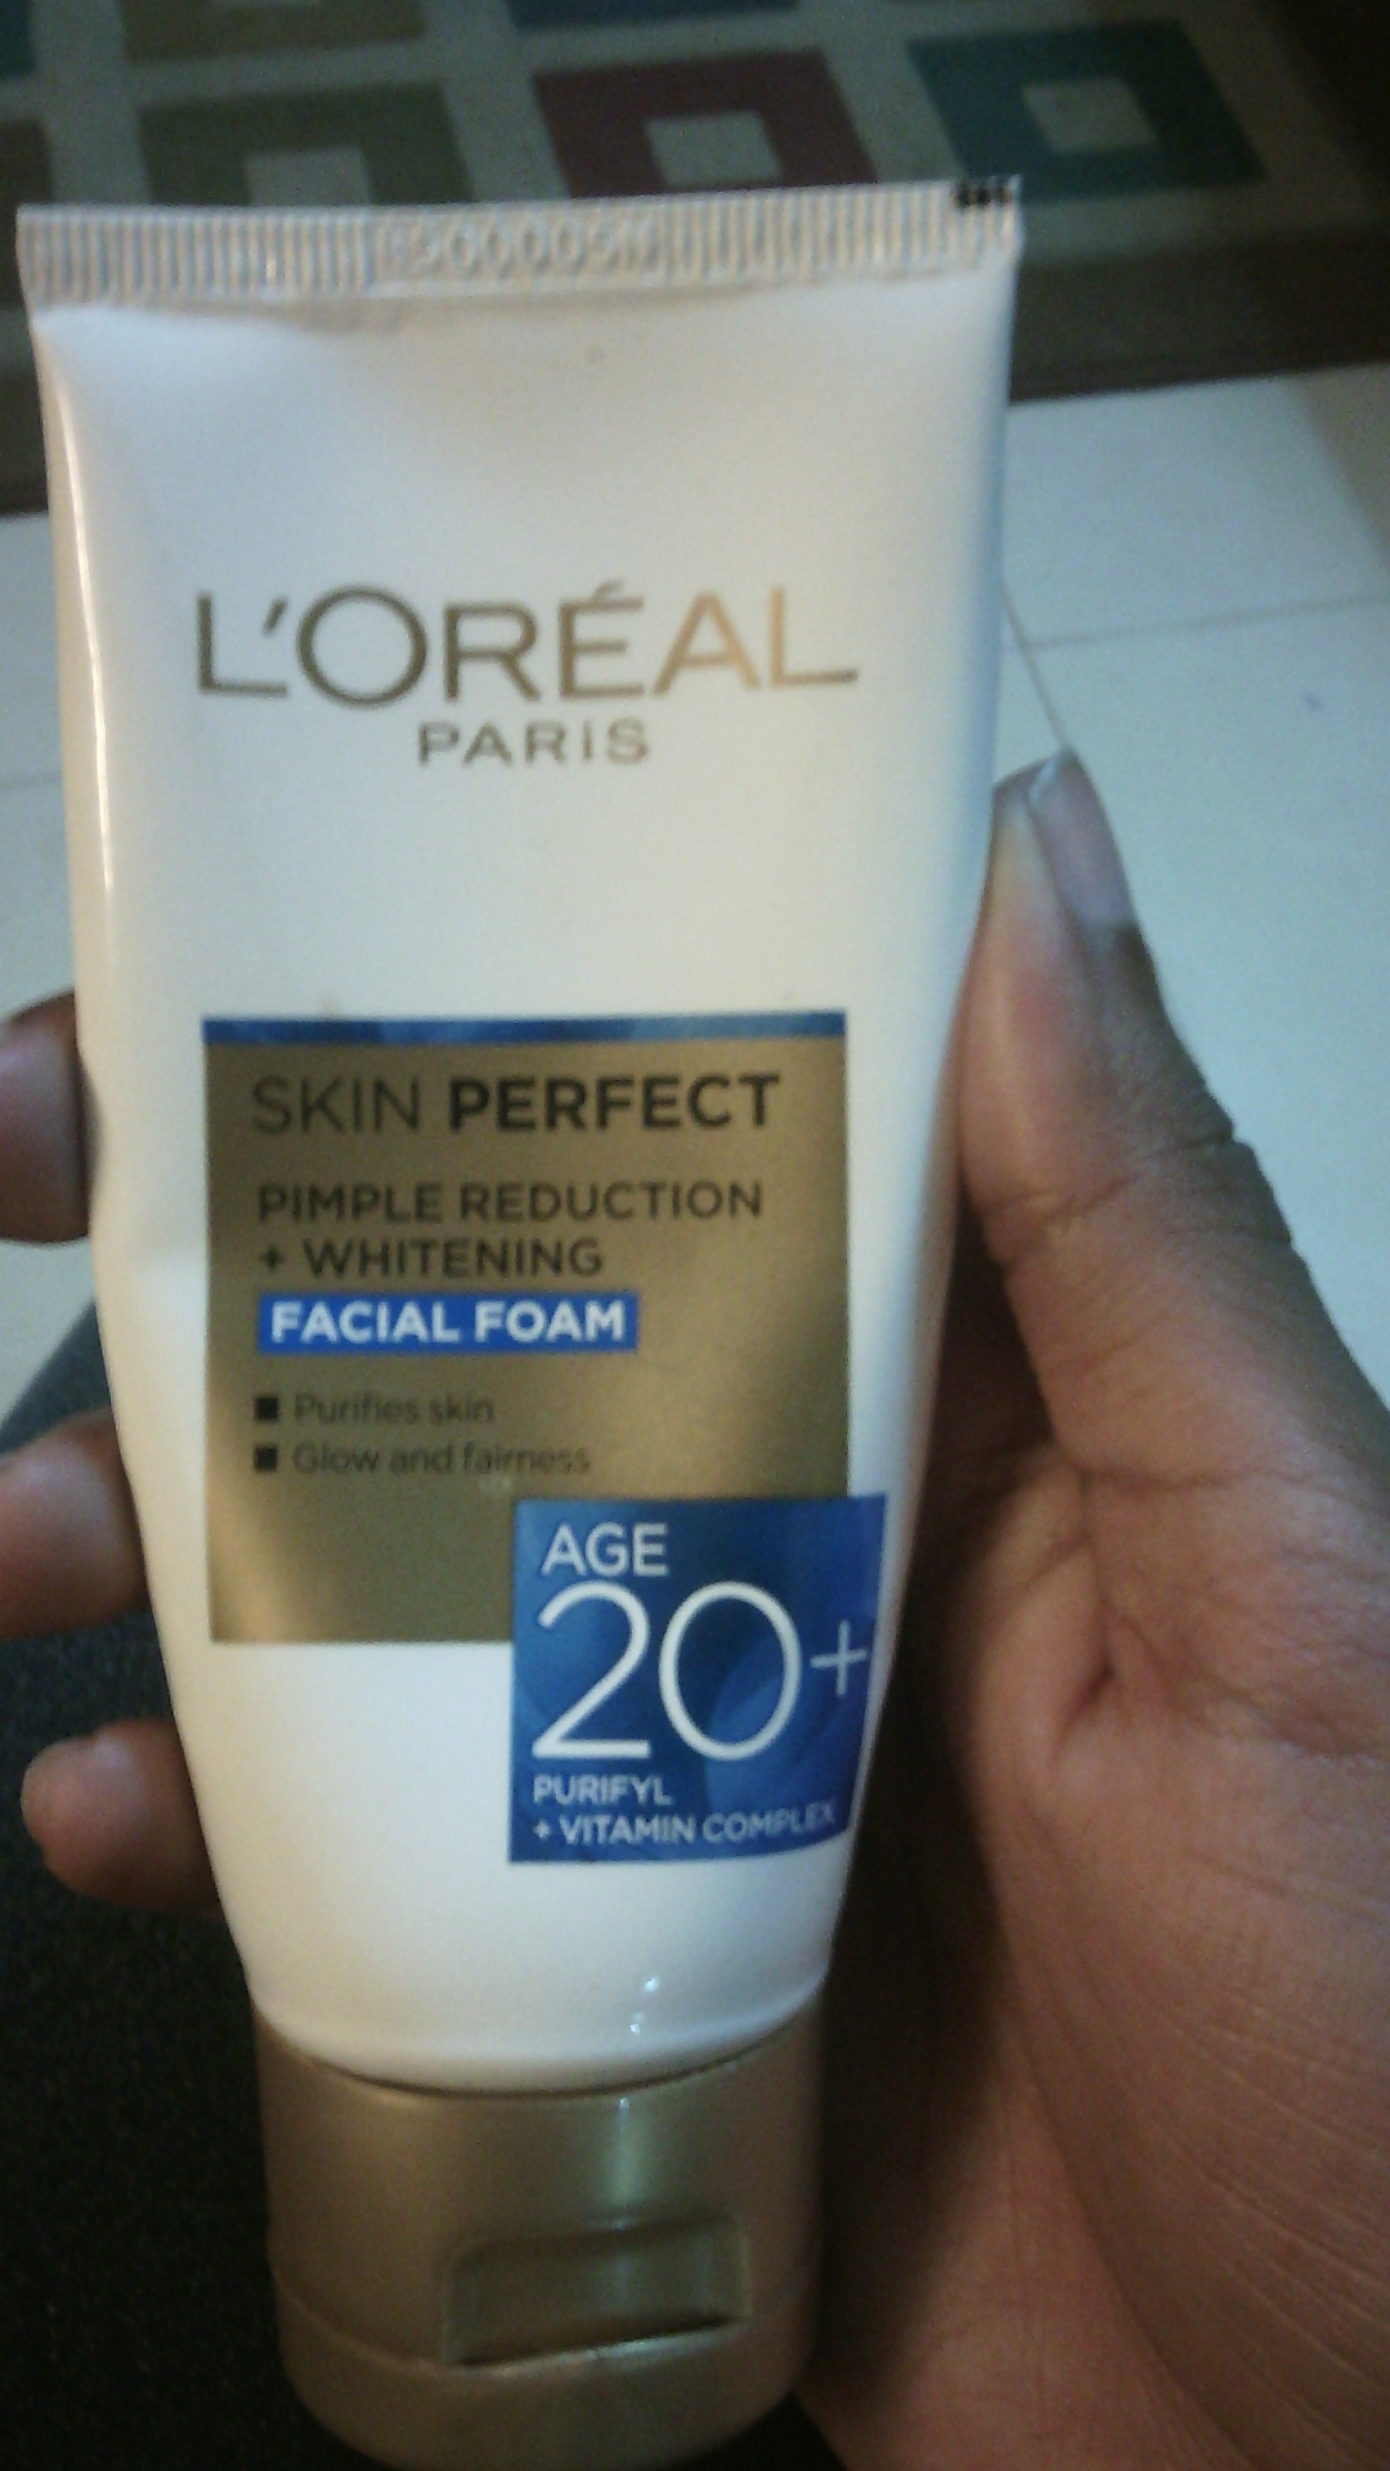 L'ORÉAL
PARIS
SKIN PERFECT
PIMPLE REDUCTION
+ WHITENING
FACIAL FOAM
■ Purifies skin
■ Glow and fairness
AGE
20+
PURIFYL
+ VITAMIN COMPLEX